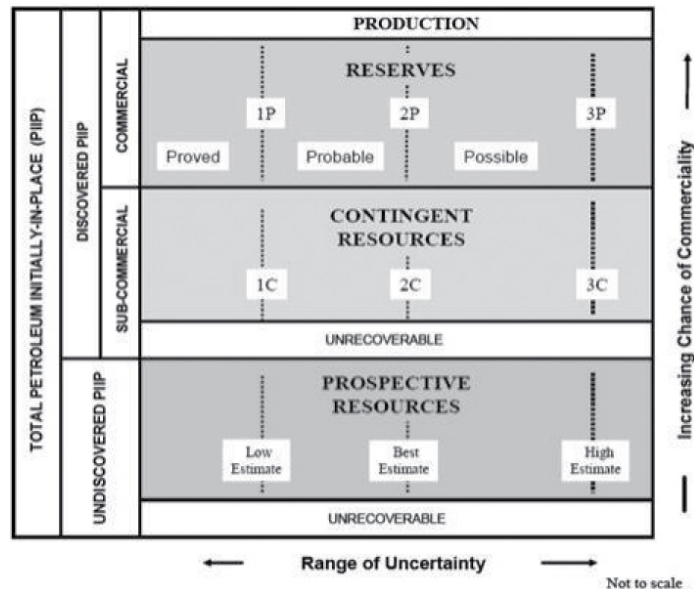 TOTAL PETROLEUM INITIALLY-IN-PLACE (PIIP)
DISCOVERED PIIP
UNDISCOVERED PIIP
COMMERCIAL
SUB-COMMERCIAL
PRODUCTION
RESERVES
1P 2P 3P
Proved Probable Possible
CONTINGENT
RESOURCES
1C 2C 3C
UNRECOVERABLE
PROSPECTIVE
RESOURCES
Low Best High
Estimate Estimate Estimate
UNRECOVERABLE
Increasing Chance of Commerciality
Range of Uncertainty
Not to scale